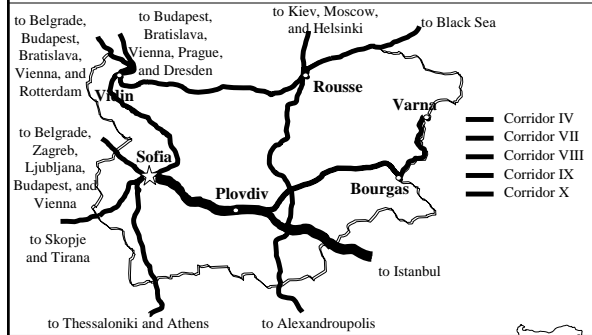 to Belgrade,
Budapest,
Bratislava,
Vienna, and
Rotterdam
to Budapest,
Bratislava,
Vienna, Prague,
and Dresden
to Kiev, Moscow,
and Helsinki
to Black Sea
Vidin
Rousse
Varna
to Belgrade,
Zagreb,
Ljubljana,
Budapest, and
Vienna
Sofia
Plovdiv
Bourgas
Corridor IV
Corridor VII
Corridor VIII
Corridor IX
Corridor X
to Skopje
and Tirana
to Istanbul
to Thessaloniki and Athens
to Alexandroupolis